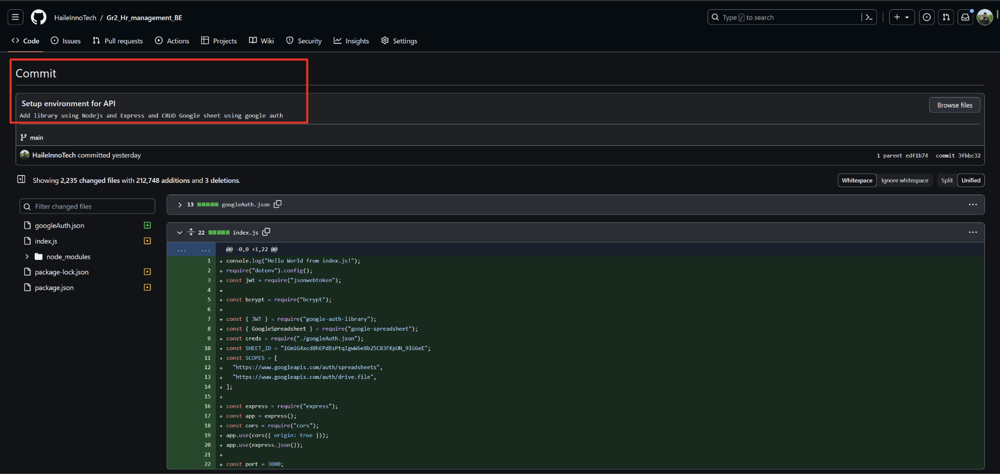 HaileInnoTech / Gr2_Hr_management_BE
Type / to search
Code Issues Pull requests Actions Projects Wiki Security Insights Settings
Commit
Setup environment for API
Browse files
Add library using Nodejs and Express and CRUD Google sheet using google auth
main
HaileInnoTech committed yesterday
1 parent edf1b74 commit 3fbbc32
Showing 2,235 changed files with 212,748 additions and 3 deletions.
Whitespace Ignore whitespace Split Unified
Filter changed files
googleAuth.json
index.js
node_modules
package-lock.json
package.json
13 googleAuth.json
22 index.js
... ... @@ -0,0 +1,22 @@
1 + console.log("Hello World from index.js!");
2 + require("dotenv").config();
3 + const jwt = require("jsonwebtoken");
4 +
5 + const bcrypt = require("bcrypt");
6 +
7 + const { JWT } = require("google-auth-library");
8 + const { GoogleSpreadsheet } = require("google-spreadsheet");
9 + const creds = require("./googleAuth.json");
10 + const SHEET_ID = "1GmiG4xcd8hEPdBsPtqIgwW6e8b25C83FKpUN_9lG6eE";
11 + const SCOPES = [
12 + "https://www.googleapis.com/auth/spreadsheets",
13 + "https://www.googleapis.com/auth/drive.file",
14 + ];
15 +
16 + const express = require("express");
17 + const app = express();
18 + const cors = require("cors");
19 + app.use(cors({ origin: true }));
20 + app.use(express.json());
21 +
22 + const port = 3000;